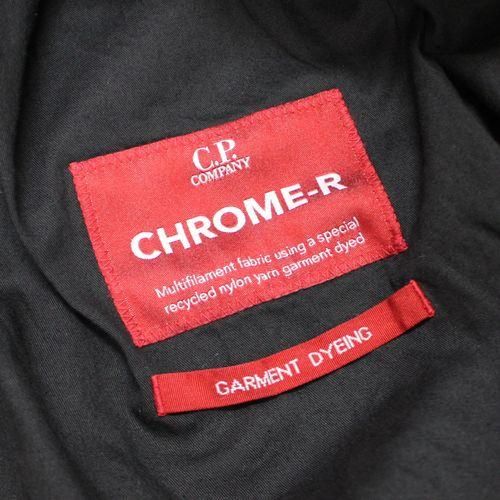 C.P.
COMPANY
CHROME-R
Multifilament fabric using a special
recycled nylon yarn garment dyed
GARMENT DYEING